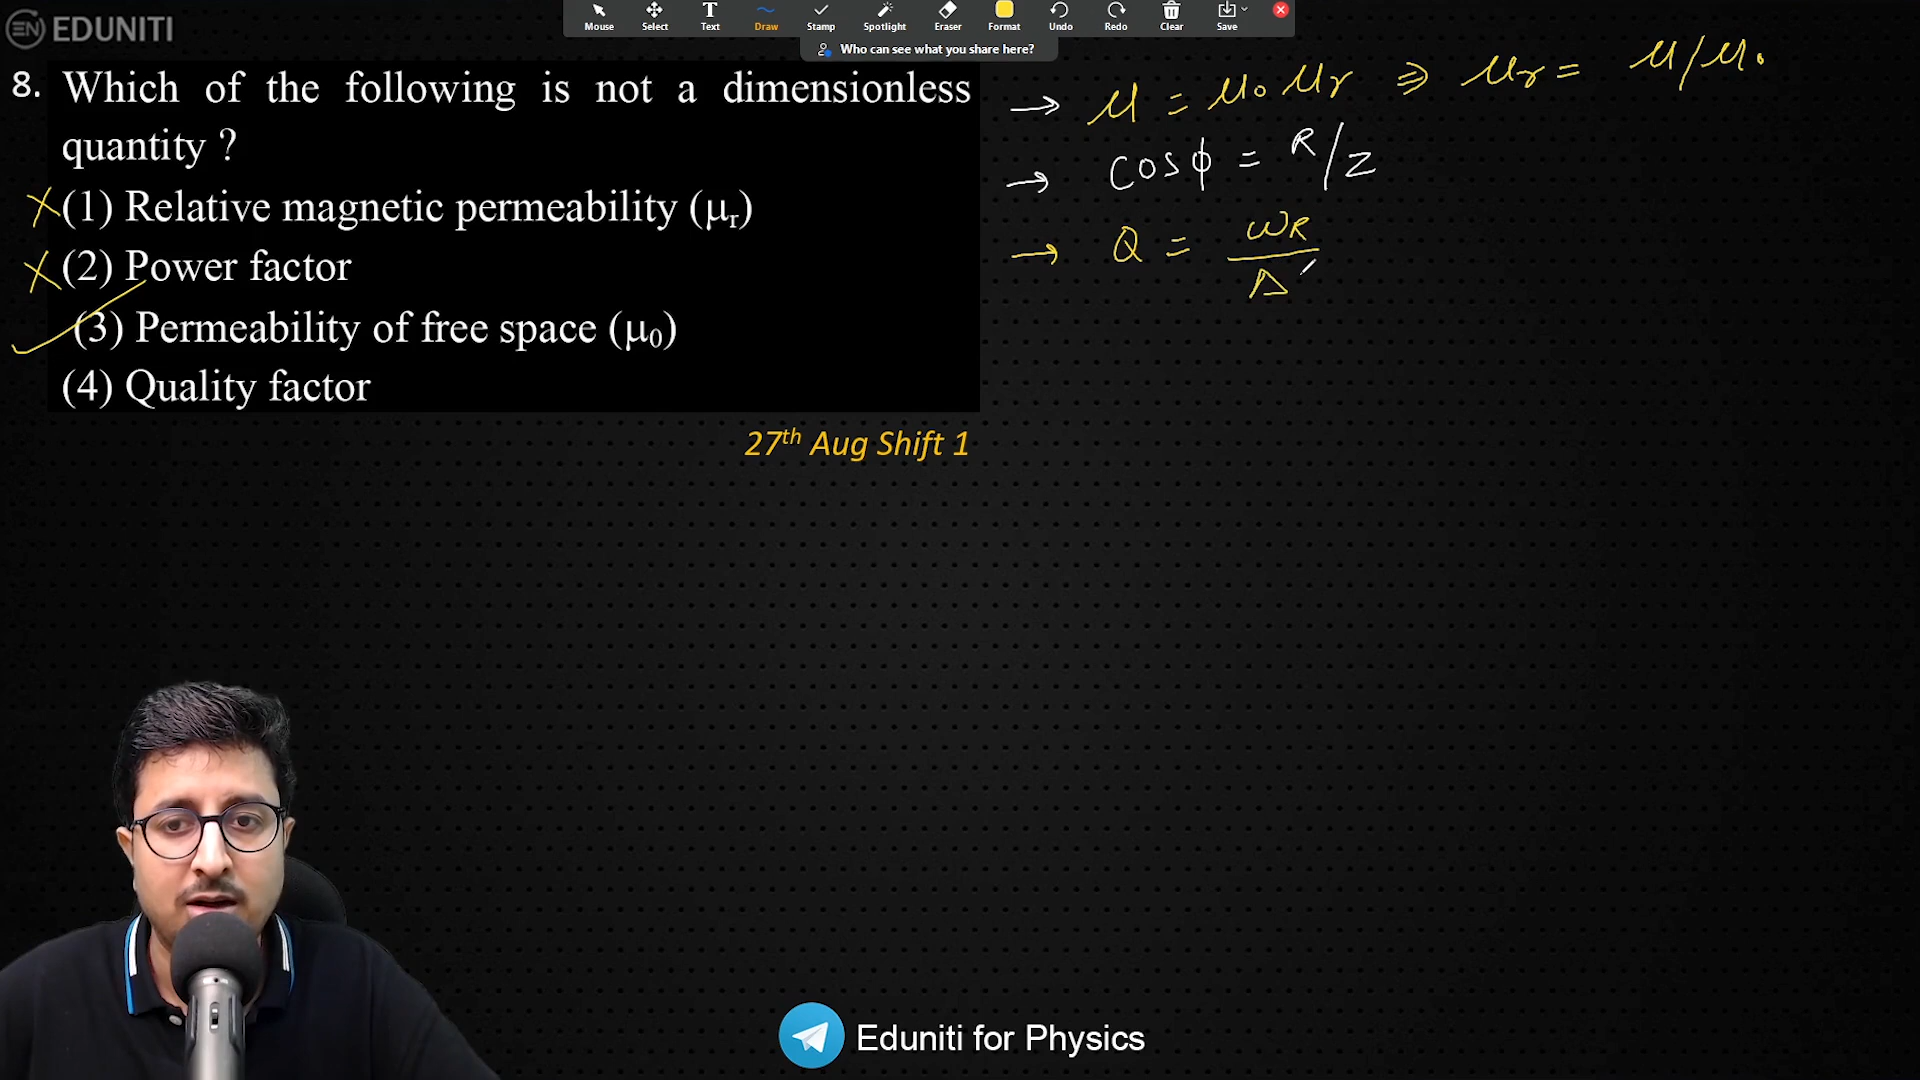 EDUNITI
Mouse Select Text Draw Stamp Spotlight Eraser Format Undo Redo Clear Save
Who can see what you share here?
8. Which of the following is not a dimensionless
quantity ?
(1) Relative magnetic permeability (μr)
(2) Power factor
(3) Permeability of free space (μ0)
(4) Quality factor
27th Aug Shift 1
→ μ = μ0 μr ⇒ μr = μ/μ0
→ cosϕ = R/Z
→ Q = ωR/Δ
Eduniti for Physics